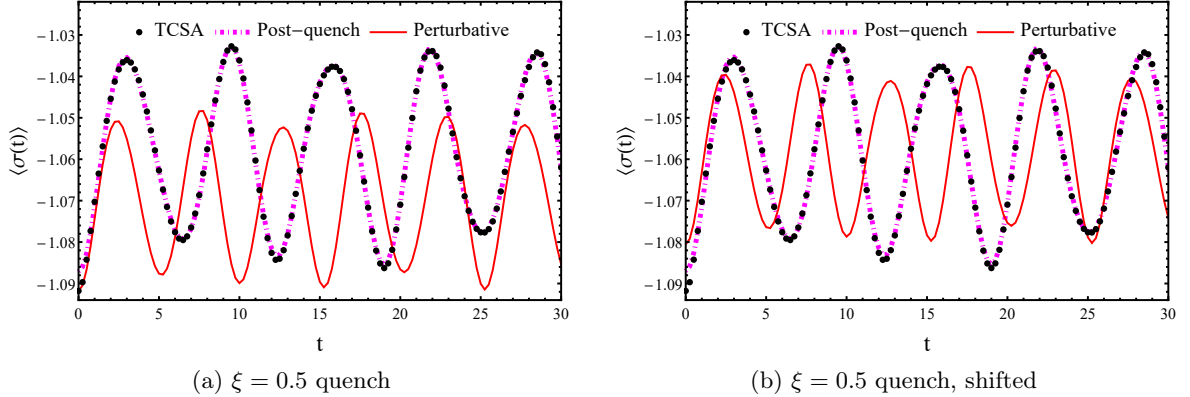 TCSA Post−quench Perturbative
−1.03
−1.04
−1.05
−1.06
−1.07
−1.08
−1.09
⟨σ(t)⟩
0 5 10 15 20 25 30
t
(a) ξ = 0.5 quench
TCSA Post−quench Perturbative
−1.03
−1.04
−1.05
−1.06
−1.07
−1.08
−1.09
⟨σ(t)⟩
0 5 10 15 20 25 30
t
(b) ξ = 0.5 quench, shifted